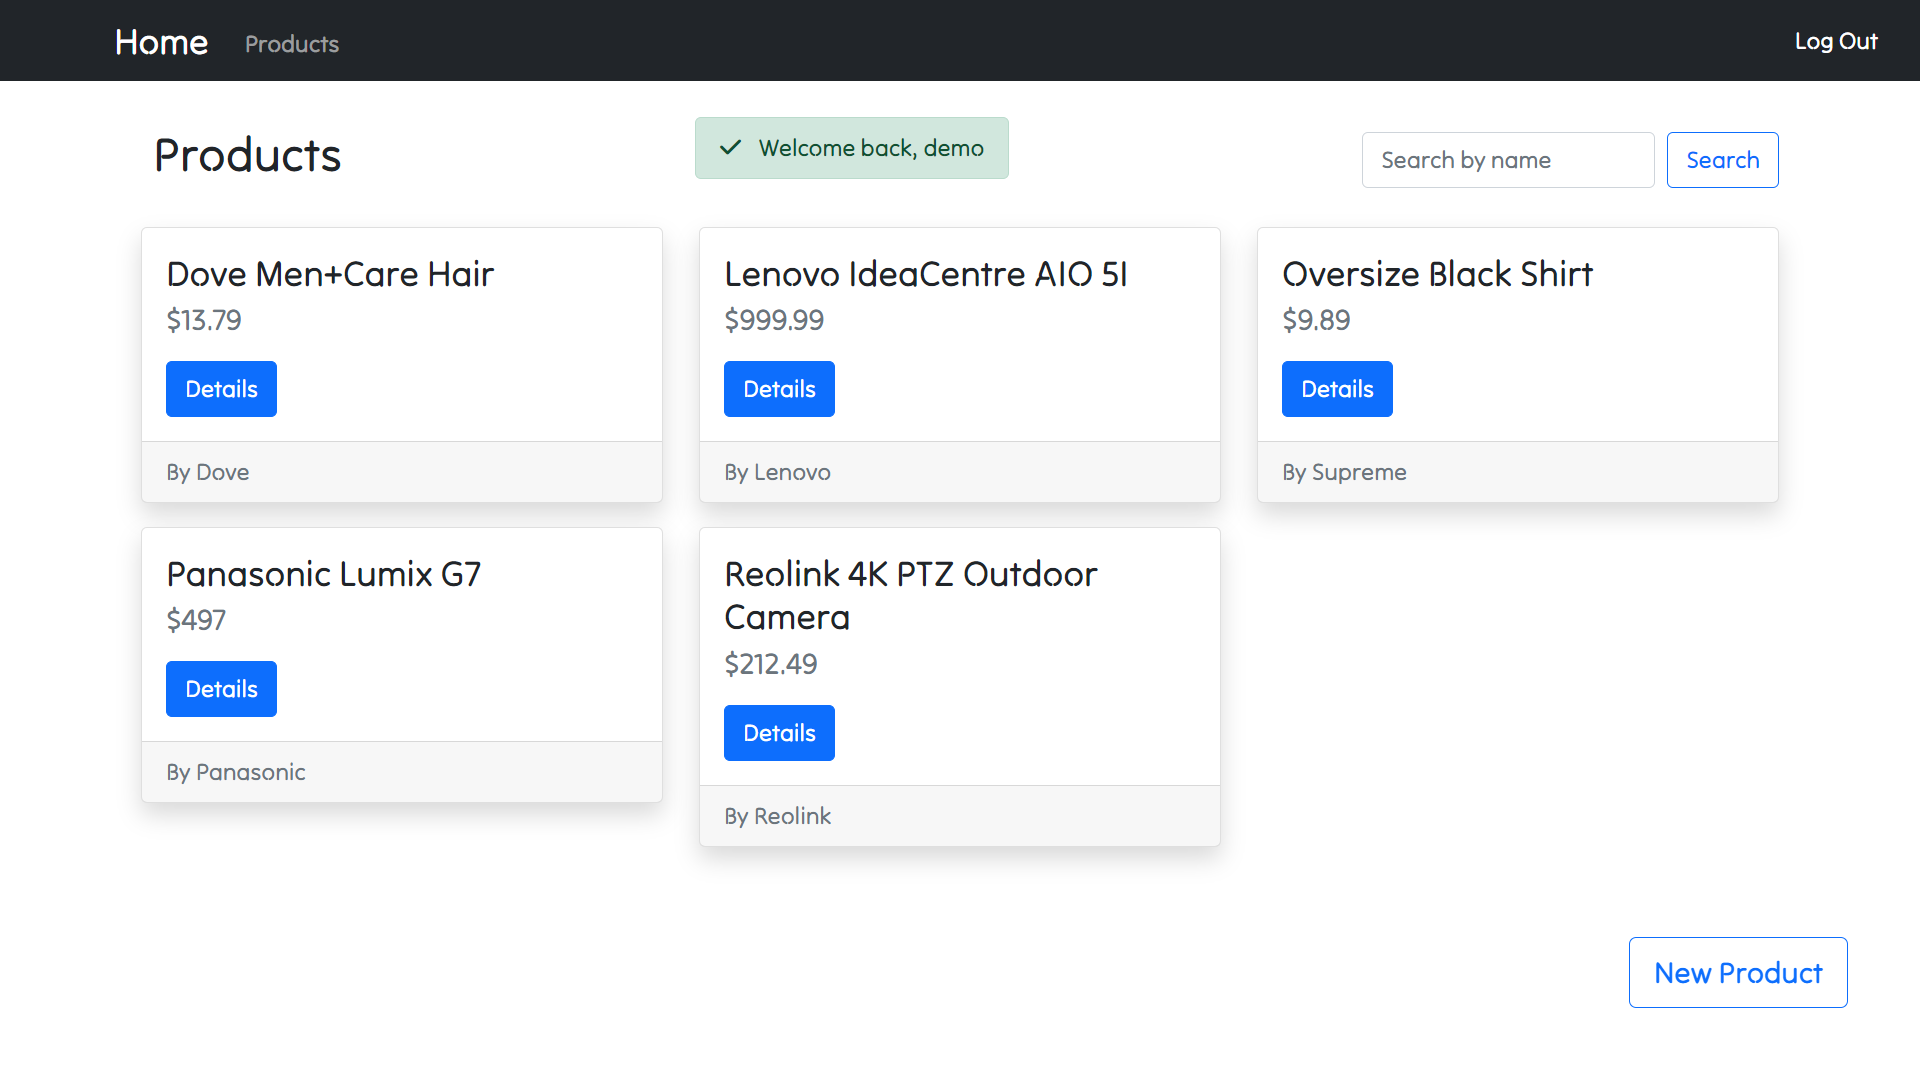 Home Products Log Out
Products
Welcome back, demo
Search by name
Search
Dove Men+Care Hair
$13.79
Details
By Dove
Lenovo IdeaCentre AIO 5I
$999.99
Details
By Lenovo
Oversize Black Shirt
$9.89
Details
By Supreme
Panasonic Lumix G7
$497
Details
By Panasonic
Reolink 4K PTZ Outdoor
Camera
$212.49
Details
By Reolink
New Product